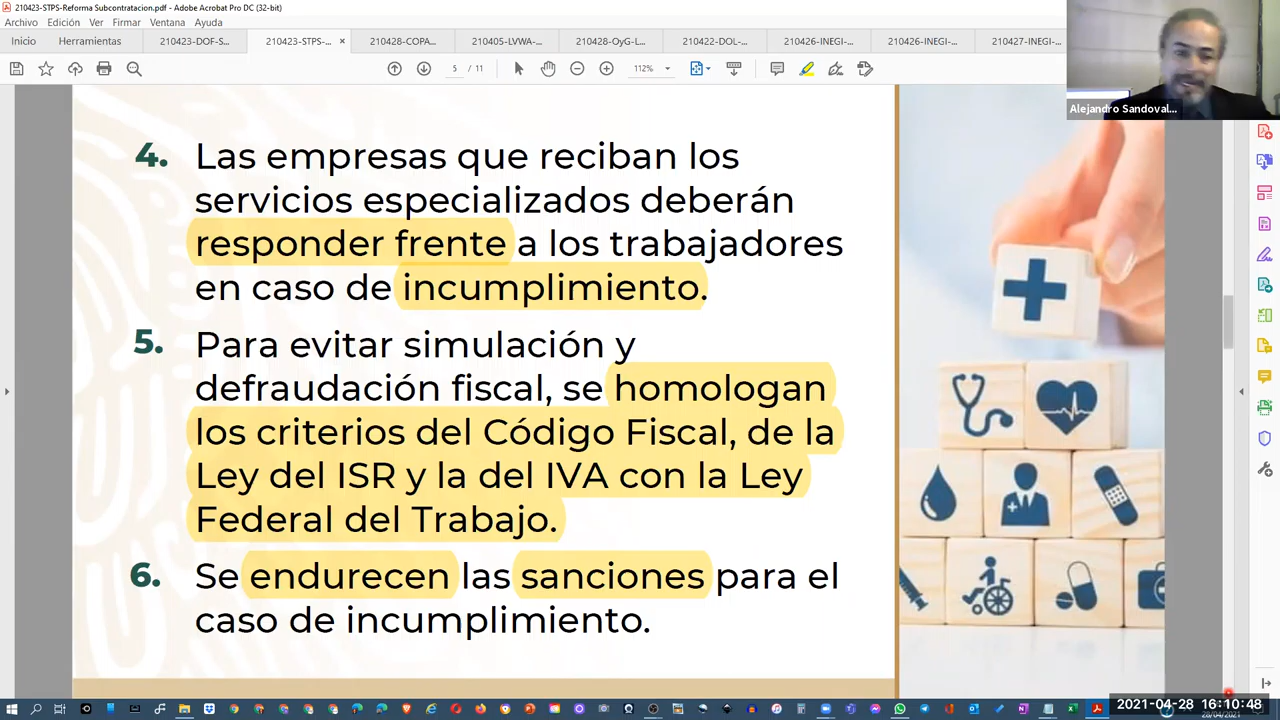 210423-STPS-Reforma Subcontratacion.pdf - Adobe Acrobat Pro DC (32-bit)
Archivo Edición Ver Firmar Ventana Ayuda
Inicio Herramientas 210423-DOF-S... 210423-STPS-... × 210428-COPA... 210405-LVWA-... 210428-OyG-L... 210422-DOL-... 210426-INEGI-... 210426-INEGI-... 210427-INEGI-...
5 / 11 112%
Alejandro Sandoval...
4. Las empresas que reciban los
servicios especializados deberán
responder frente a los trabajadores
en caso de incumplimiento.
5. Para evitar simulación y
defraudación fiscal, se homologan
los criterios del Código Fiscal, de la
Ley del ISR y la del IVA con la Ley
Federal del Trabajo.
6. Se endurecen las sanciones para el
caso de incumplimiento.
2021-04-28 16:10:48
28/04/2021